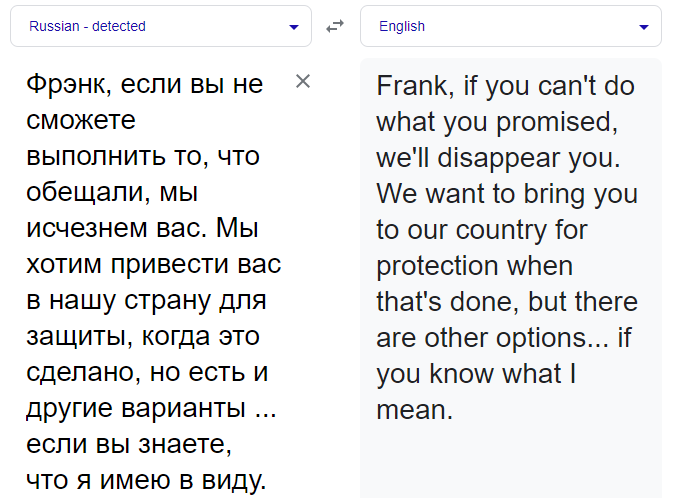 Russian - detected
English
Фрэнк, если вы не
сможете
выполнить то, что
обещали, мы
исчезнем вас. Мы
хотим привести вас
в нашу страну для
защиты, когда это
сделано, но есть и
другие варианты ...
если вы знаете,
что я имею в виду.
Frank, if you can't do
what you promised,
we'll disappear you.
We want to bring you
to our country for
protection when
that's done, but there
are other options... if
you know what I
mean.